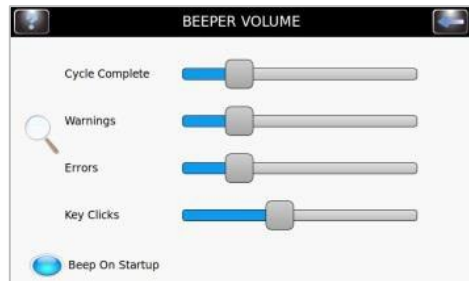 ?
BEEPER VOLUME
Cycle Complete
Warnings
Errors
Key Clicks
Beep On Startup